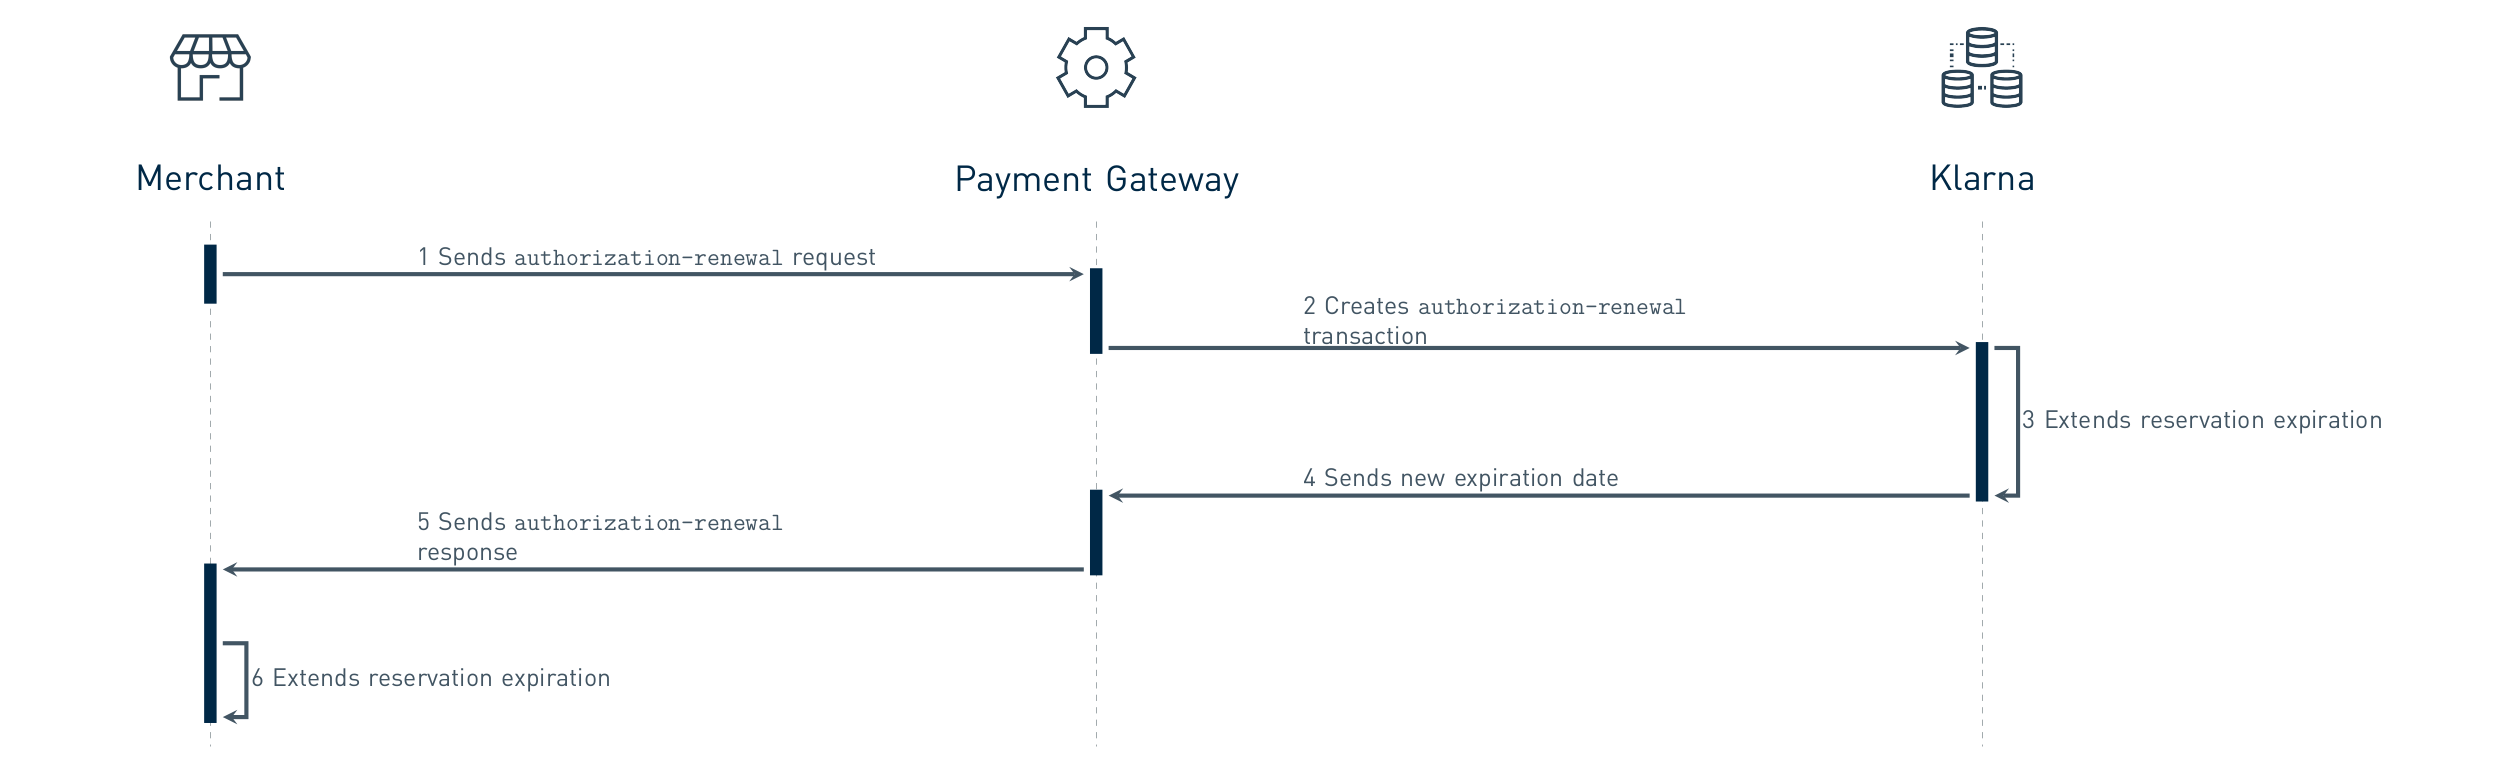 Merchant
Payment Gateway
Klarna
1 Sends authorization-renewal request
2 Creates authorization-renewal
transaction
3 Extends reservation expiration
4 Sends new expiration date
5 Sends authorization-renewal
response
6 Extends reservation expiration